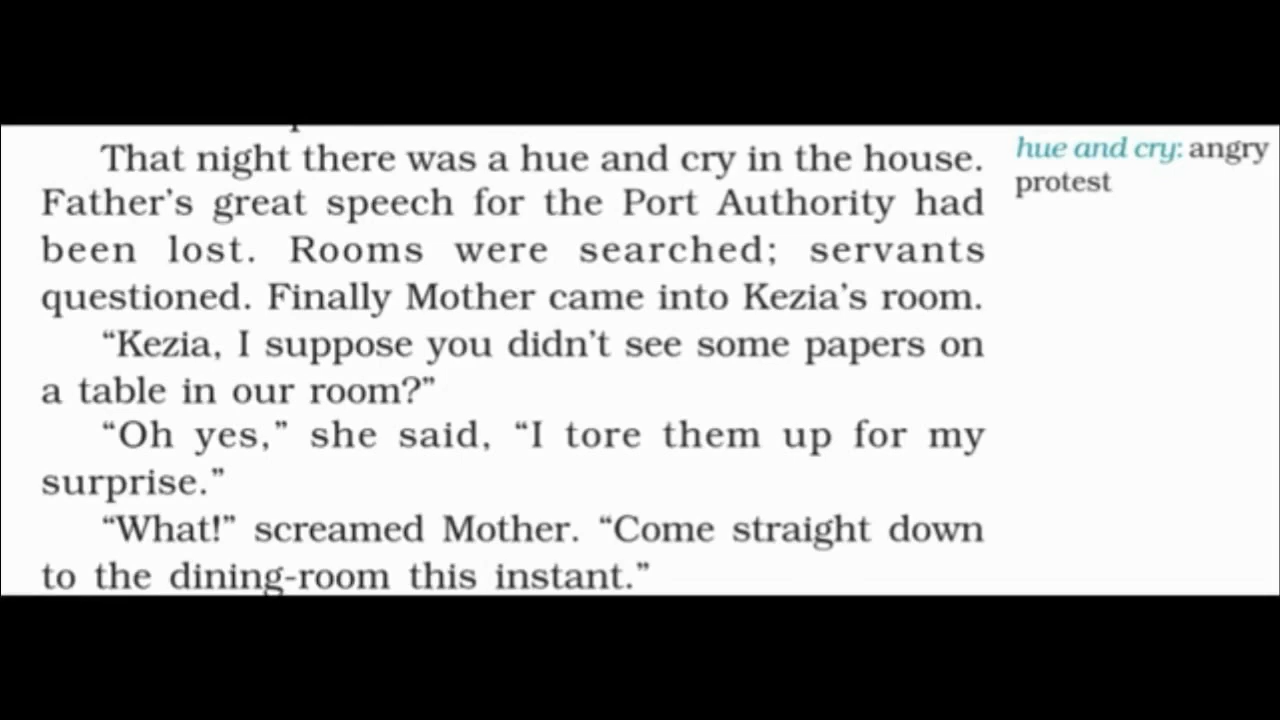 That night there was a hue and cry in the house.
Father's great speech for the Port Authority had
been lost. Rooms were searched; servants
questioned. Finally Mother came into Kezia's room.
“Kezia, I suppose you didn't see some papers on
a table in our room?”
“Oh yes,” she said, “I tore them up for my
surprise.”
“What!” screamed Mother. “Come straight down
to the dining-room this instant.”
hue and cry: angry
protest